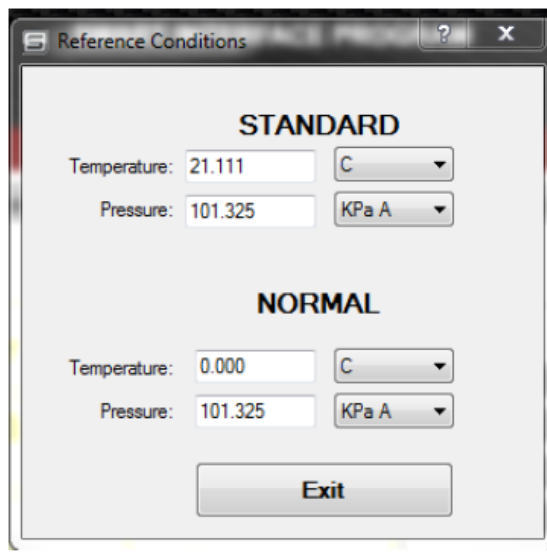 Reference Conditions
STANDARD
Temperature: 21.111 C
Pressure: 101.325 KPa A
NORMAL
Temperature: 0.000 C
Pressure: 101.325 KPa A
Exit